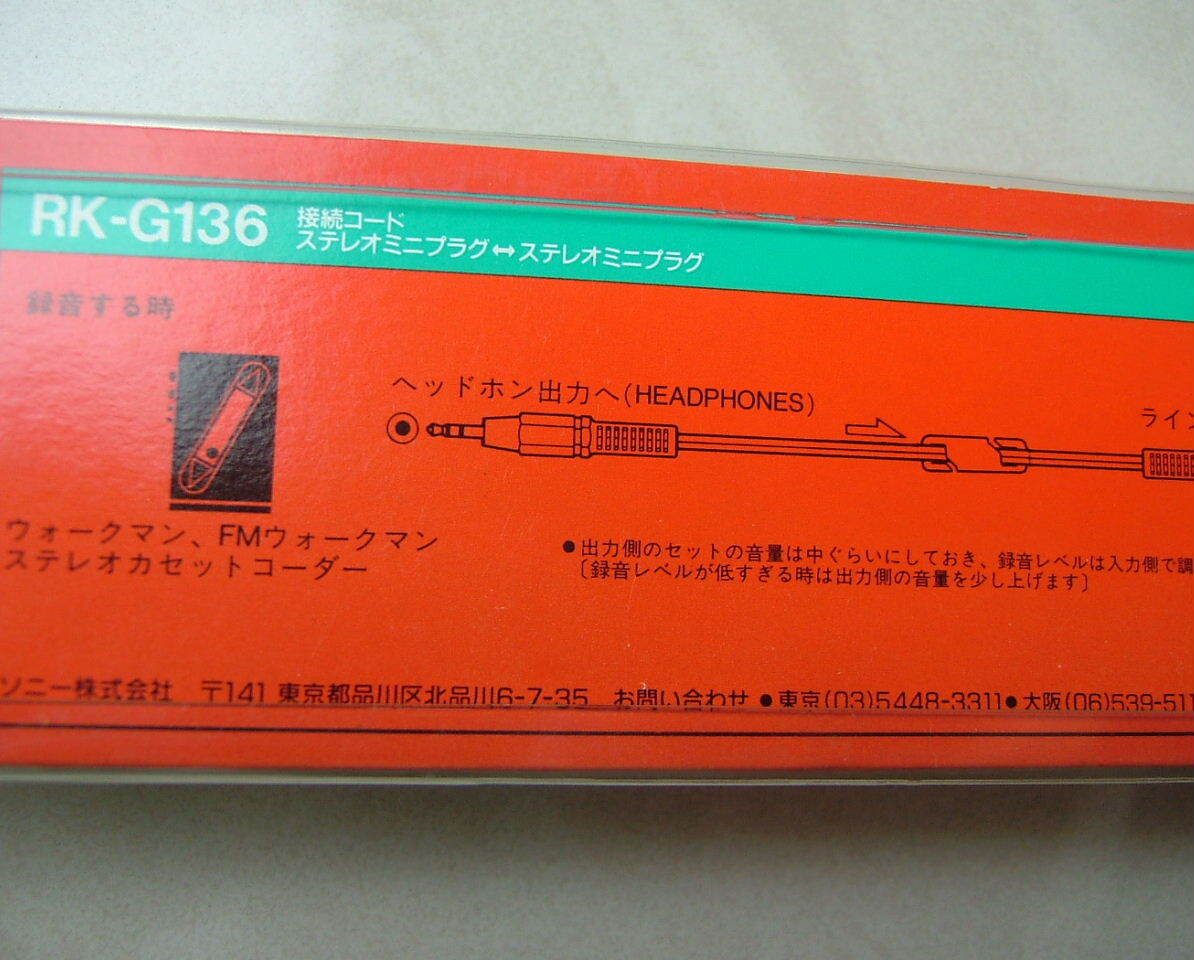 RK-G136
接続コード
ステレオミニプラグ⇔ステレオミニプラグ
録音する時
ヘッドホン出力へ(HEADPHONES)
ライン
ウォークマン、FMウォークマン
ステレオカセットコーダー
●出力側のセットの音量は中ぐらいにしておき、録音レベルは入力側で調
〔録音レベルが低すぎる時は出力側の音量を少し上げます〕
ソニー株式会社 〒141 東京都品川区北品川6-7-35 お問い合わせ ●東京(03)5448-3311●大阪(06)539-511